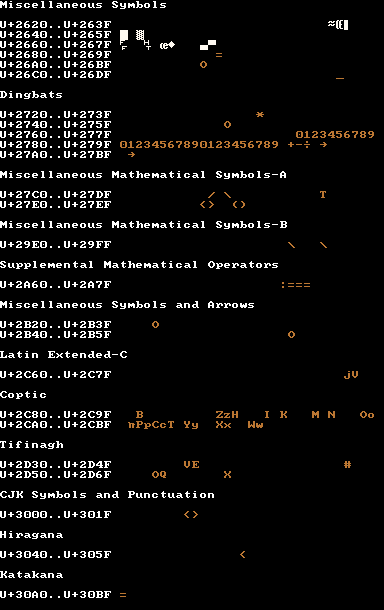 Miscellaneous Symbols
U+2620..U+263F
U+2640..U+265F
U+2660..U+267F
U+2680..U+269F =
U+26A0..U+26BF O
U+26C0..U+26DF _
Dingbats
U+2720..U+273F *
U+2740..U+275F O
U+2760..U+277F 0123456789
U+2780..U+279F 01234567890123456789 +-÷ →
U+27A0..U+27BF →
Miscellaneous Mathematical Symbols-A
U+27C0..U+27DF / \ T
U+27E0..U+27EF <> ()
Miscellaneous Mathematical Symbols-B
U+29E0..U+29FF \ \
Supplemental Mathematical Operators
U+2A60..U+2A7F :===
Miscellaneous Symbols and Arrows
U+2B20..U+2B3F O
U+2B40..U+2B5F O
Latin Extended-C
U+2C60..U+2C7F jV
Coptic
U+2C80..U+2C9F B ZzH I K M N Oo
U+2CA0..U+2CBF πPpCcT Yy Xx Ww
Tifinagh
U+2D30..U+2D4F VE #
U+2D50..U+2D6F OQ X
CJK Symbols and Punctuation
U+3000..U+301F <>
Hiragana
U+3040..U+305F <
Katakana
U+30A0..U+30BF =